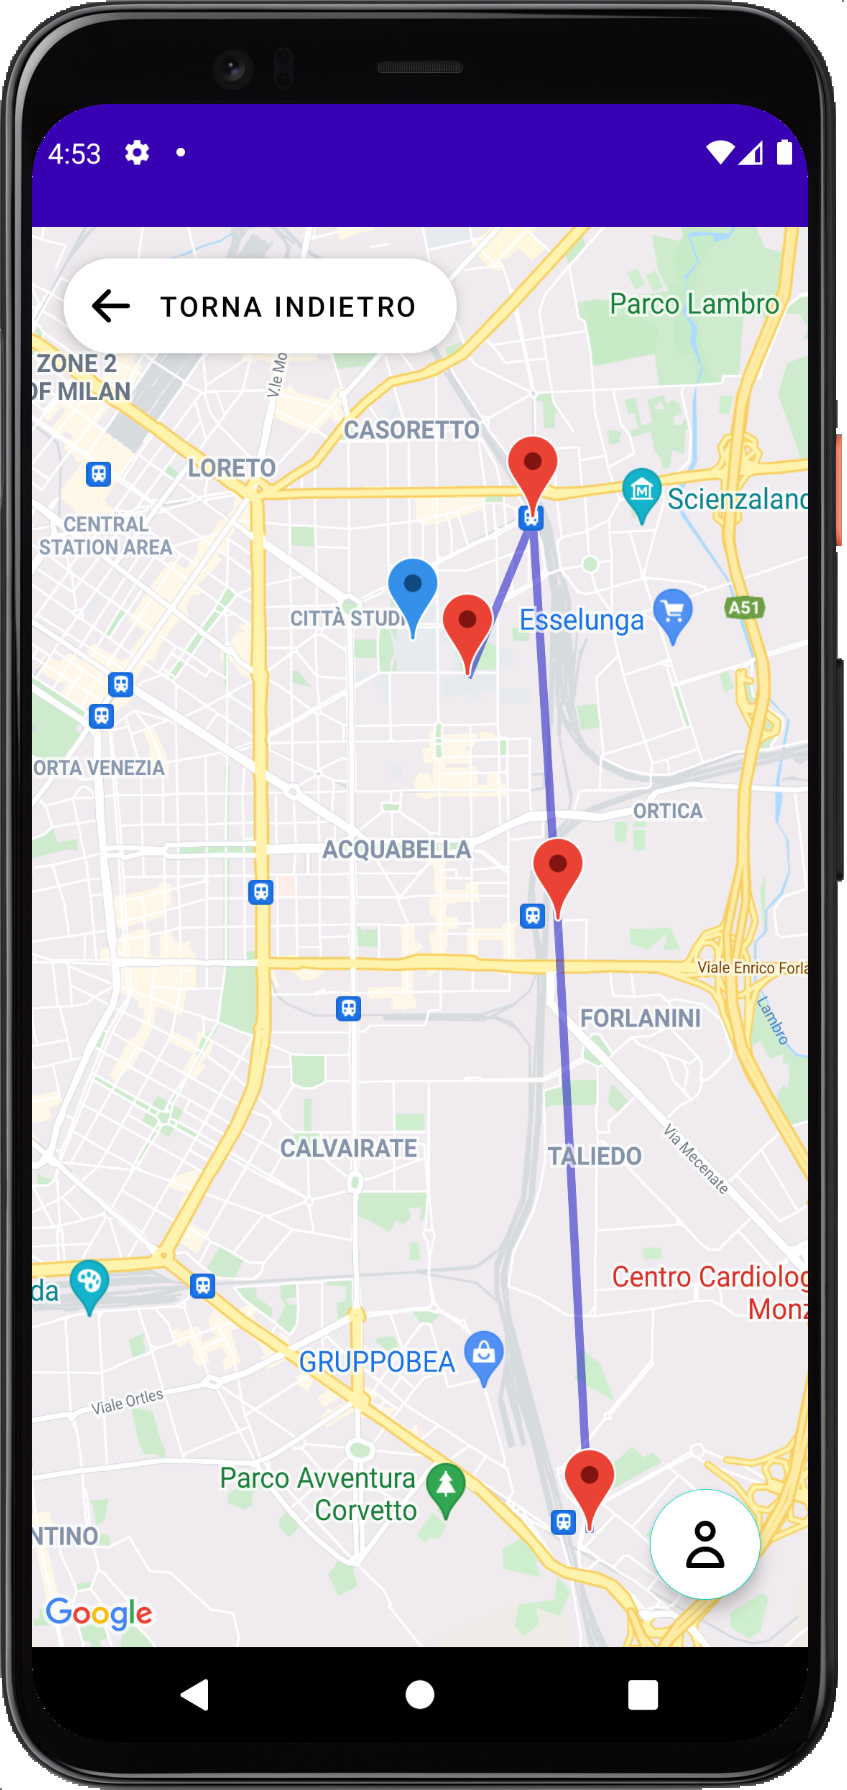 4:53
TORNA INDIETRO
Parco Lambro
ZONE 2
OF MILAN
V.le Mo
CASORETTO
LORETO
Scienzaland
CENTRAL
STATION AREA
A51
CITTÀ STUDI
Esselunga
ORTA VENEZIA
ORTICA
ACQUABELLA
Viale Enrico Forla
Lambro
FORLANINI
CALVAIRATE
TALIEDO
Via Mecenate
Centro Cardiolog
Monz
da
GRUPPOBEA
Viale Ortles
Parco Avventura
Corvetto
NTINO
Google